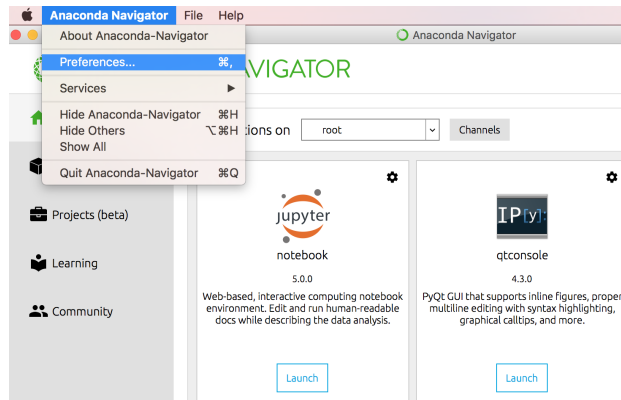 Anaconda Navigator File Help
About Anaconda-Navigator
Anaconda Navigator
Preferences... ⌘,
AVIGATOR
Services
Hide Anaconda-Navigator ⌘H
Hide Others ⌥⌘H
Show All
Quit Anaconda-Navigator ⌘Q
tions on root Channels
Projects (beta)
Learning
Community
jupyter
notebook
5.0.0
Web-based, interactive computing notebook
environment. Edit and run human-readable
docs while describing the data analysis.
Launch
IP[y]:
qtconsole
4.3.0
PyQt GUI that supports inline figures, proper
multiline editing with syntax highlighting,
graphical calltips, and more.
Launch